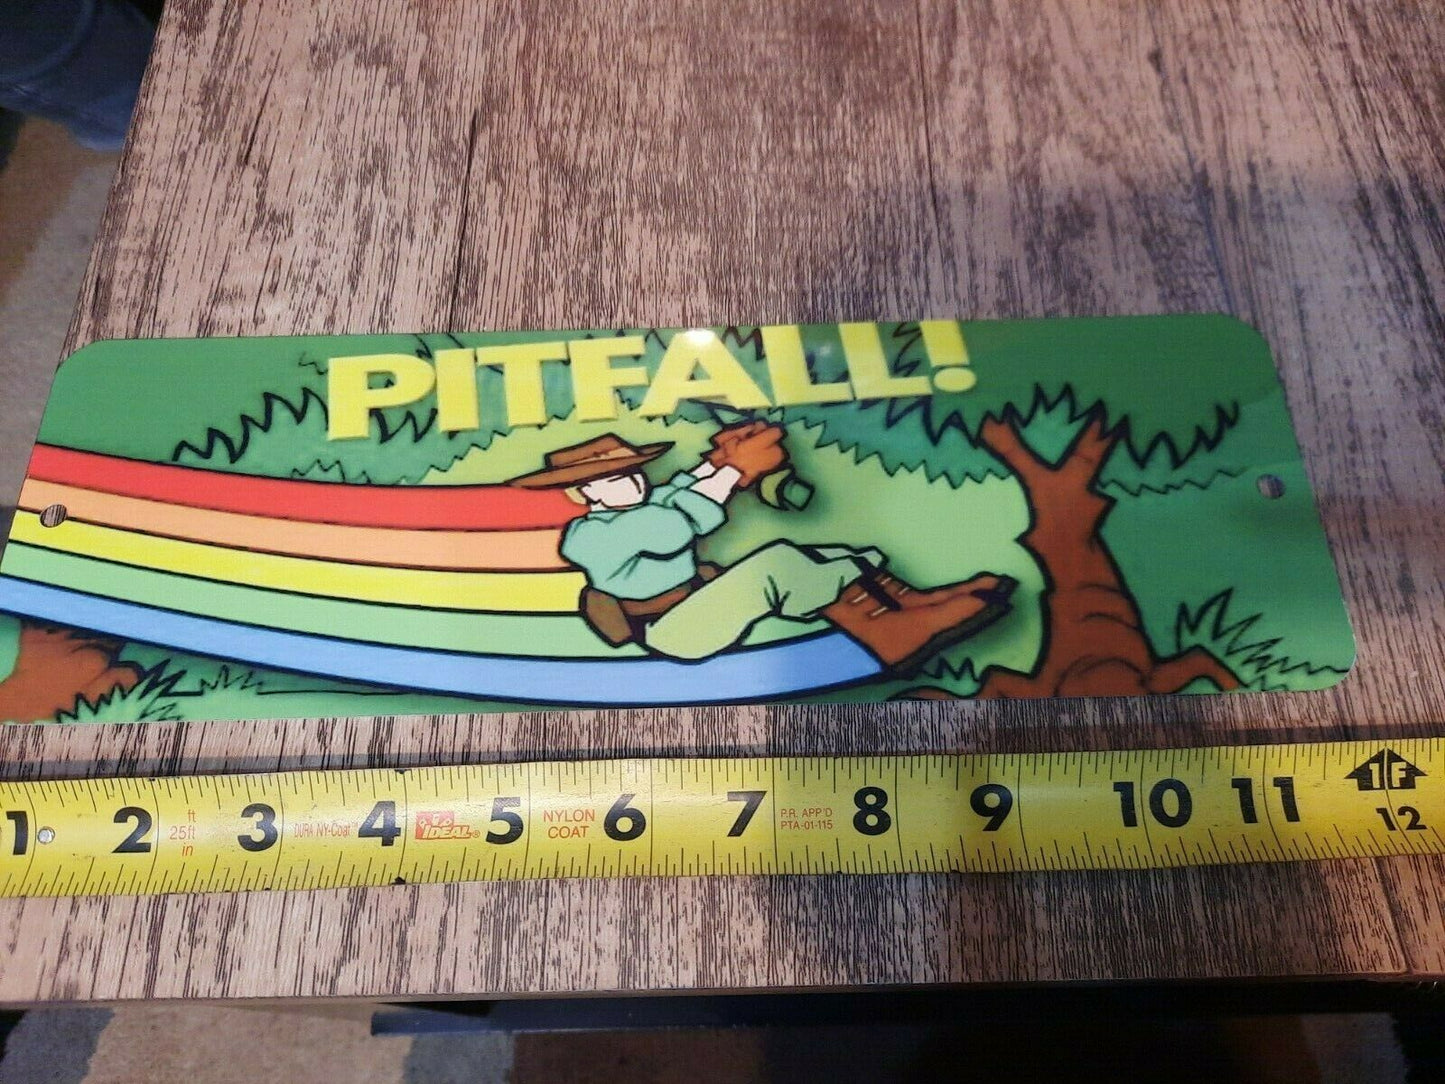 PITFALL!
1 2 ft 25ft in 3 DURA NY-Coat 4 IDEAL® 5 NYLON COAT 6 7 P.R. APP'D PTA-01-115 8 9 10 11 1F 12